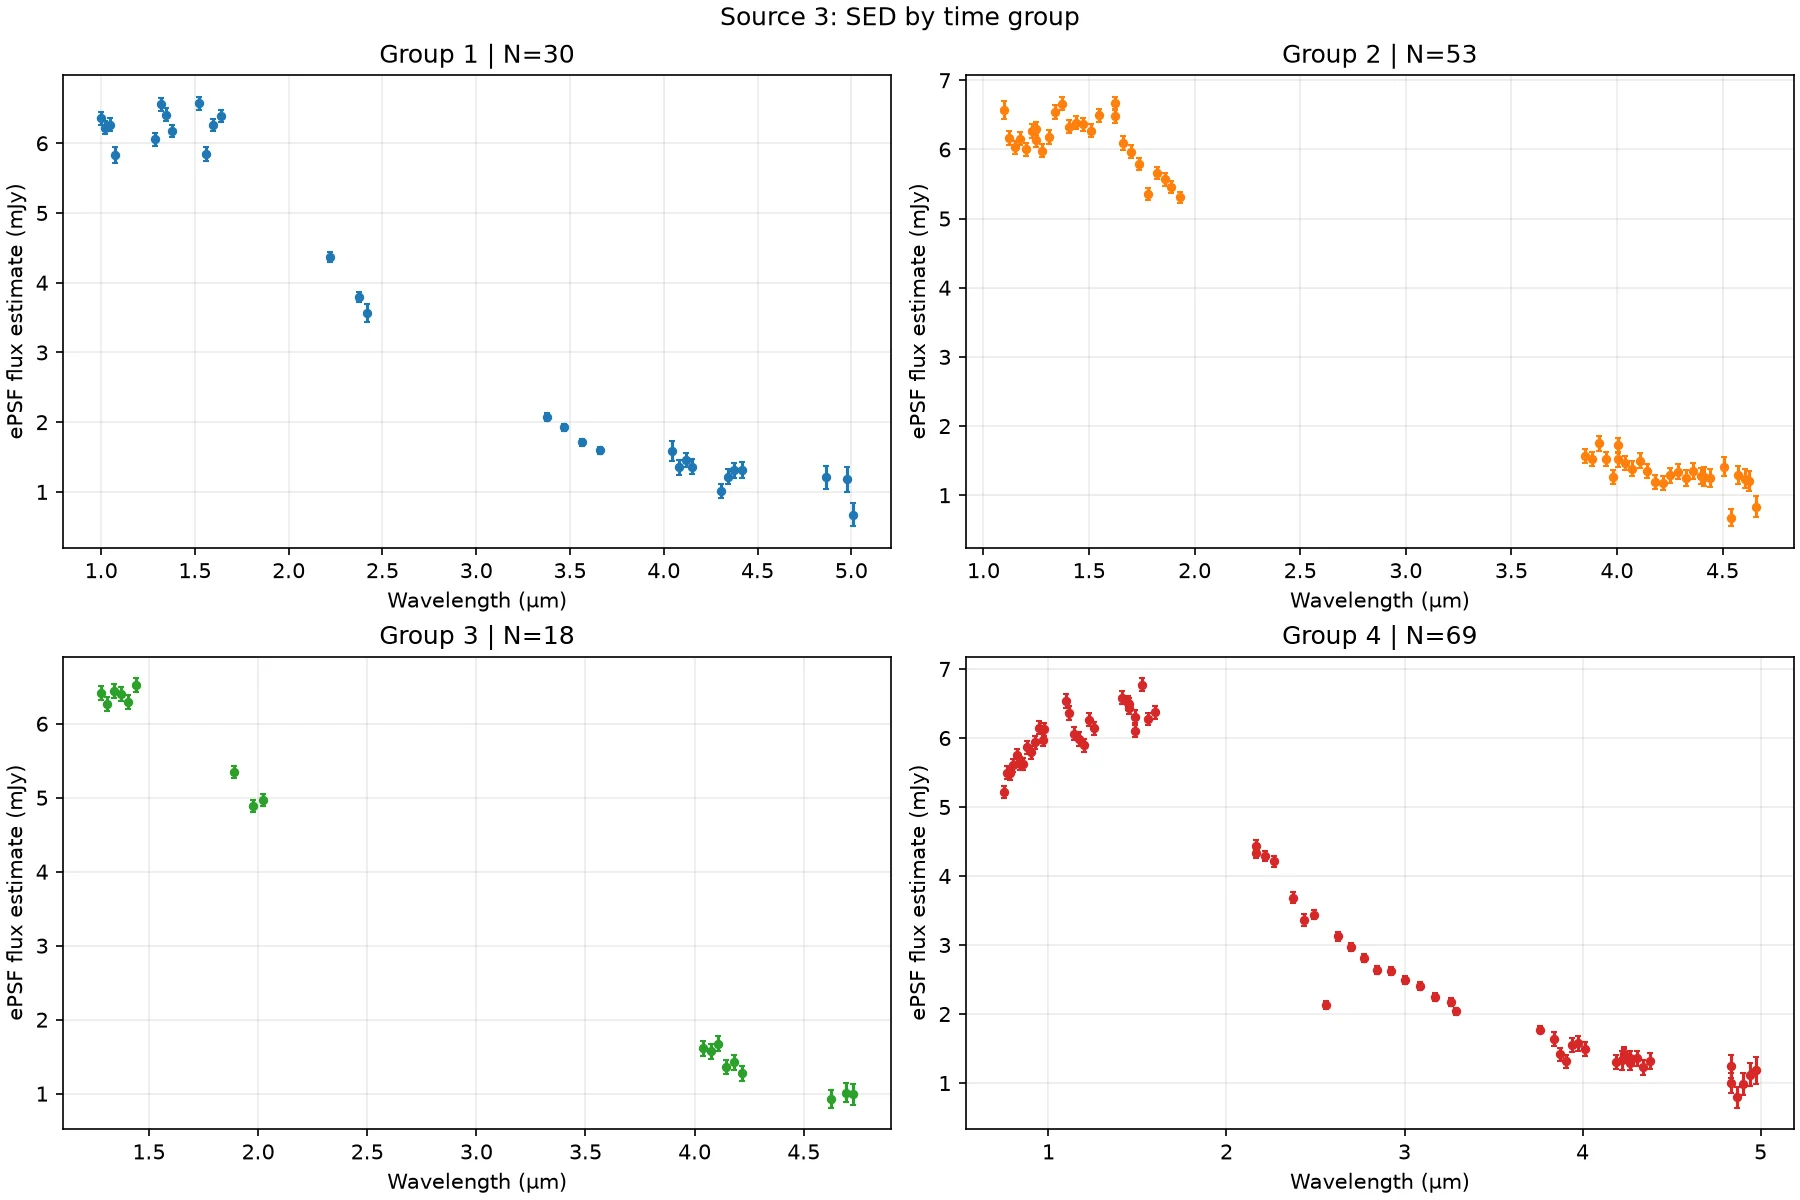 Source 3: SED by time group
Group 1 | N=30
ePSF flux estimate (mJy)
6
5
4
3
2
1
1.0 1.5 2.0 2.5 3.0 3.5 4.0 4.5 5.0
Wavelength (µm)
Group 2 | N=53
ePSF flux estimate (mJy)
7
6
5
4
3
2
1
1.0 1.5 2.0 2.5 3.0 3.5 4.0 4.5
Wavelength (µm)
Group 3 | N=18
ePSF flux estimate (mJy)
6
5
4
3
2
1
1.5 2.0 2.5 3.0 3.5 4.0 4.5
Wavelength (µm)
Group 4 | N=69
ePSF flux estimate (mJy)
7
6
5
4
3
2
1
1 2 3 4 5
Wavelength (µm)